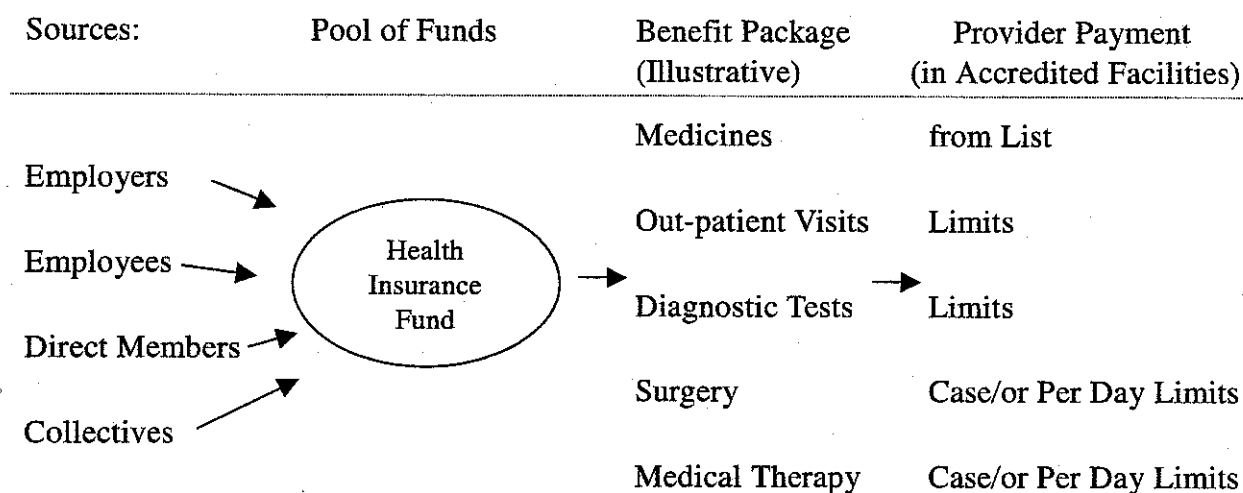 Sources: Pool of Funds Benefit Package Provider Payment
(Illustrative) (in Accredited Facilities)
Medicines from List
Employers
Out-patient Visits Limits
Health
Employees
Insurance
Diagnostic Tests Limits
Fund
Direct Members
Surgery Case/or Per Day Limits
Collectives
Medical Therapy Case/or Per Day Limits